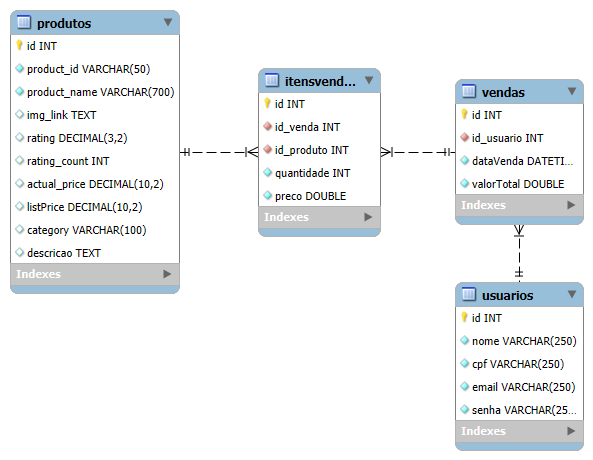 produtos
id INT
product_id VARCHAR(50)
product_name VARCHAR(700)
img_link TEXT
rating DECIMAL(3,2)
rating_count INT
actual_price DECIMAL(10,2)
listPrice DECIMAL(10,2)
category VARCHAR(100)
descricao TEXT
Indexes
itensvend...
id INT
id_venda INT
id_produto INT
quantidade INT
preco DOUBLE
Indexes
vendas
id INT
id_usuario INT
dataVenda DATETI...
valorTotal DOUBLE
Indexes
usuarios
id INT
nome VARCHAR(250)
cpf VARCHAR(250)
email VARCHAR(250)
senha VARCHAR(25...
Indexes